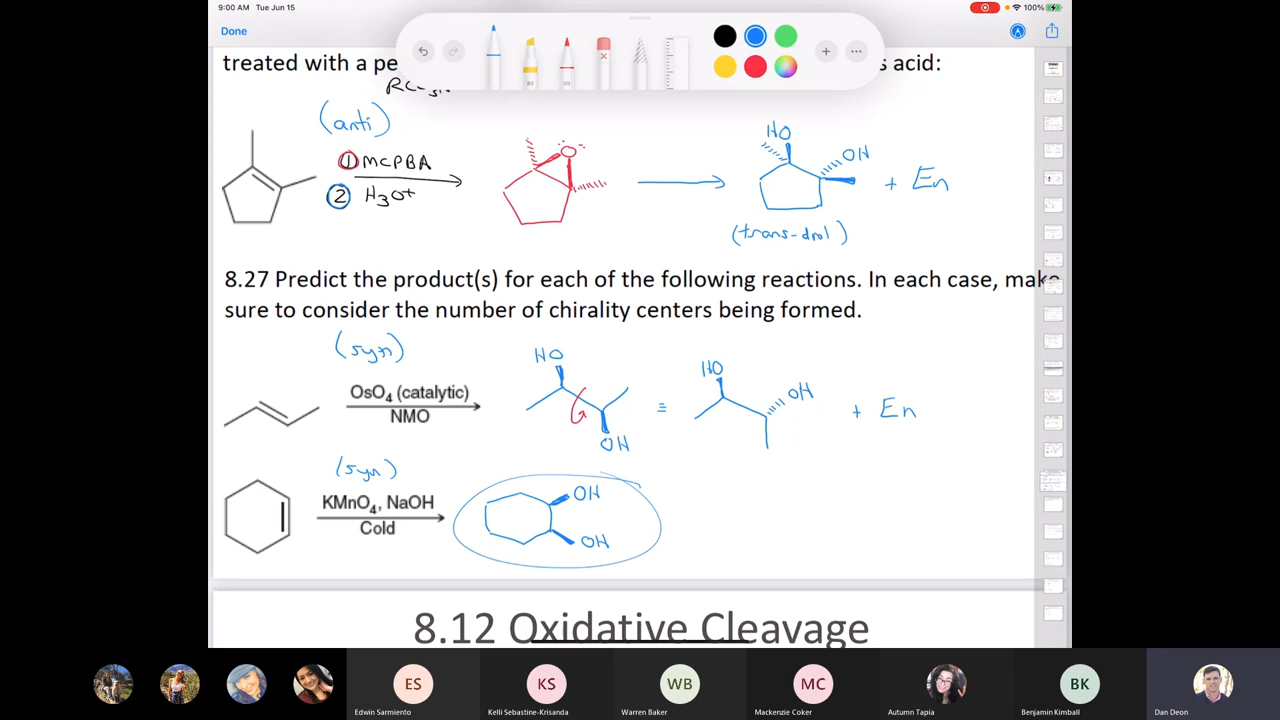 9:00 AM Tue Jun 15
100%
Done
treated with a pe
s acid:
(anti)
① MCPBA
② H3O+
O
HO
OH
+ En
(trans-diol)
8.27 Predict the product(s) for each of the following reactions. In each case, make
sure to consider the number of chirality centers being formed.
(syn)
OsO4 (catalytic)
NMO
HO
OH
≡
HO
OH
+ En
(syn)
KMnO4, NaOH
Cold
OH
OH
8.12 Oxidative Cleavage
ES
KS
WB
MC
BK
Edwin Sarmiento
Kelli Sebastine-Krisanda
Warren Baker
Mackenzie Coker
Autumn Tapia
Benjamin Kimball
Dan Deon